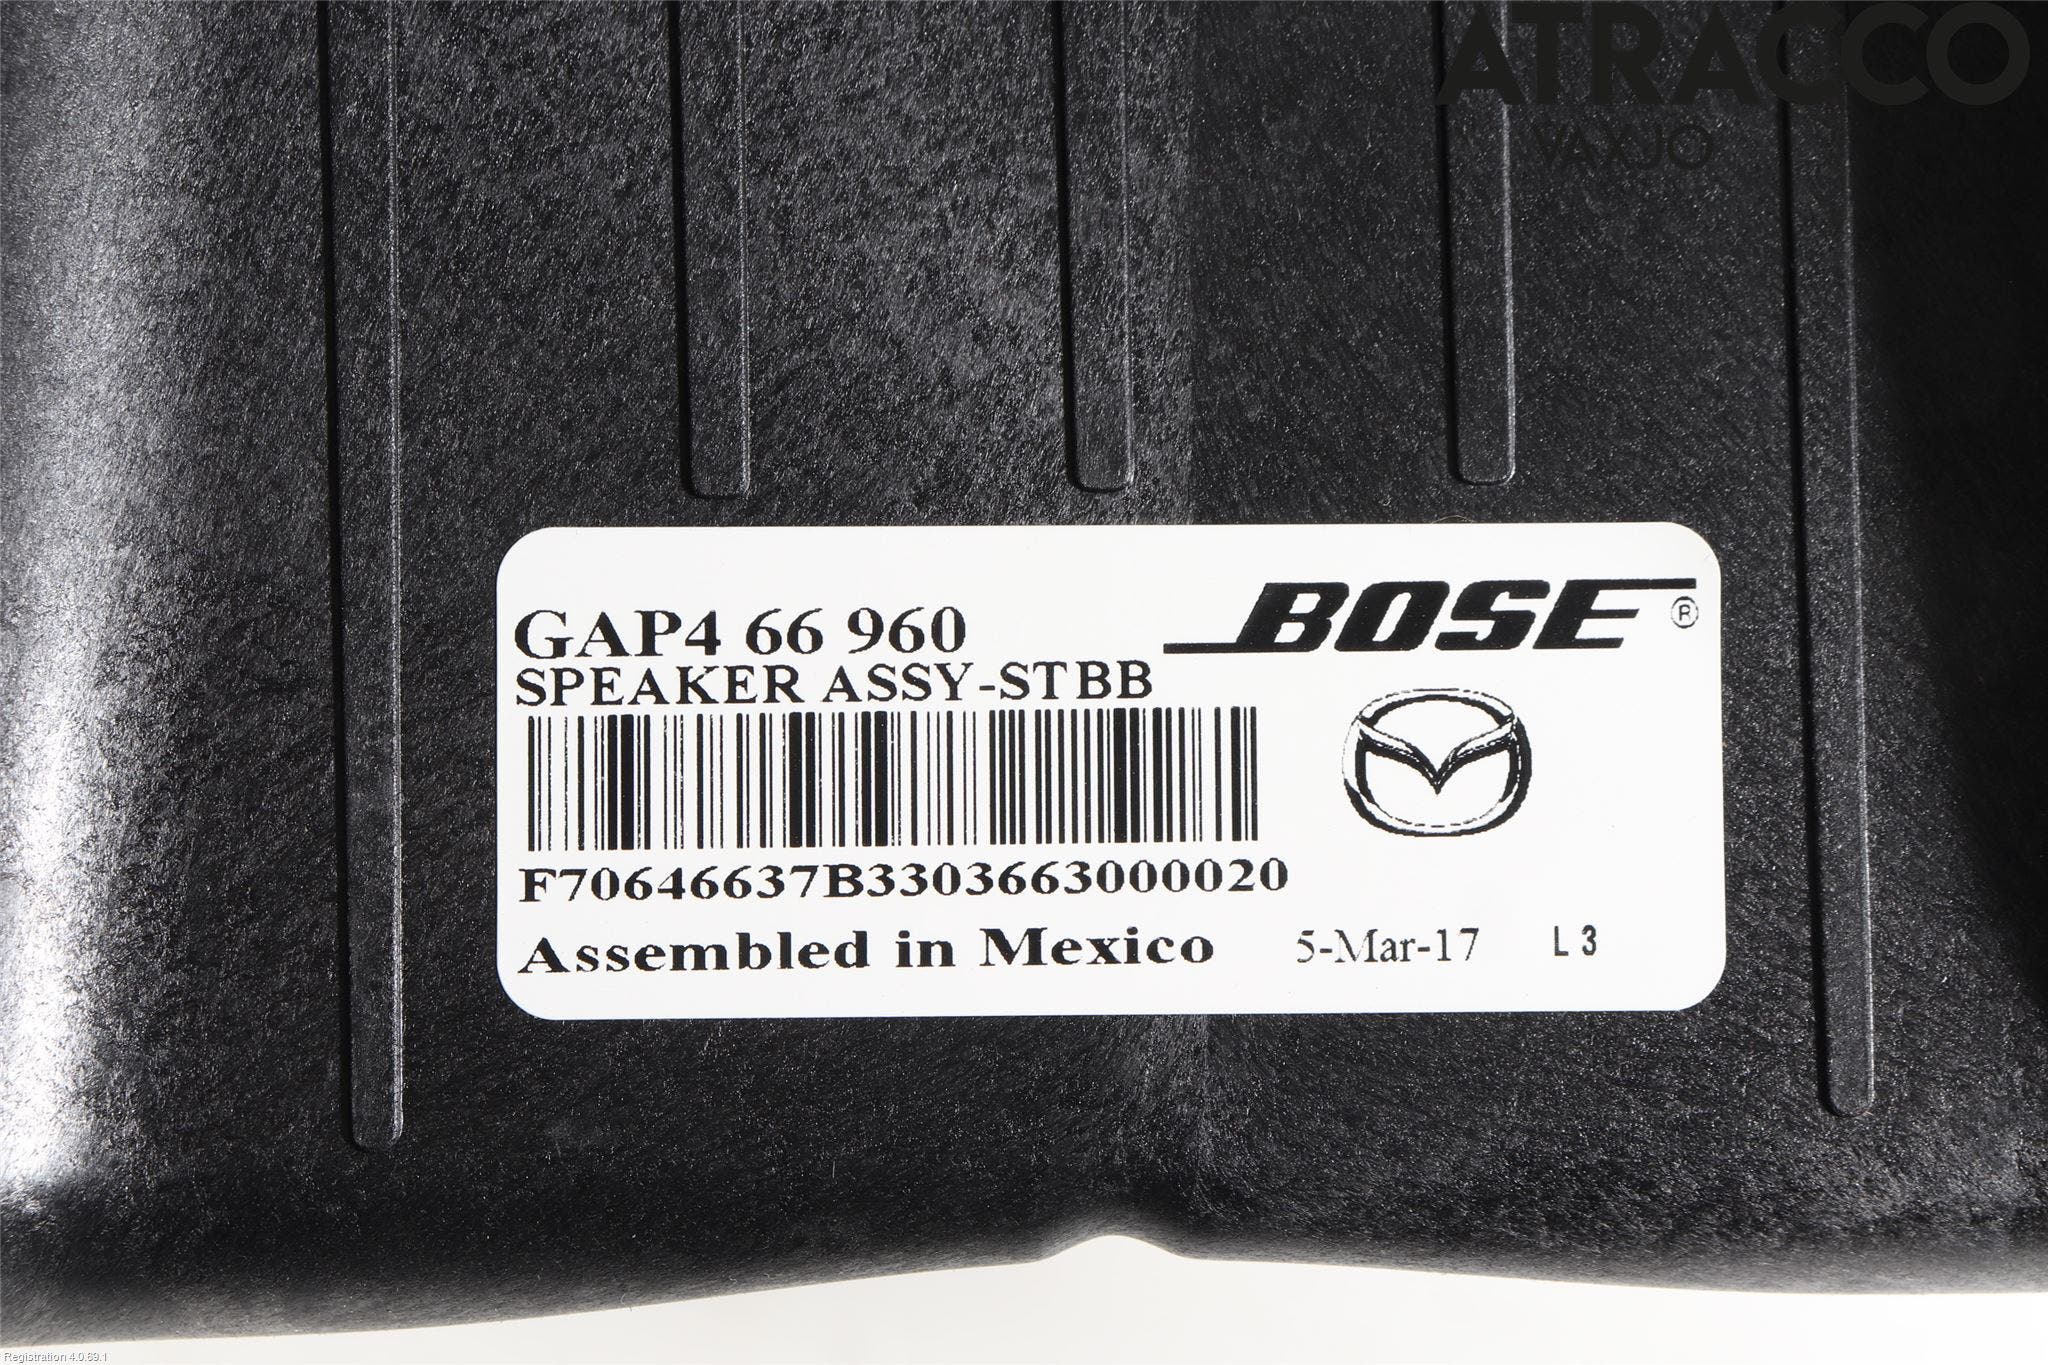 ATRACCO
VÄXJÖ
GAP4 66 960
BOSE®
SPEAKER ASSY-STBB
F70646637B3303663000020
Assembled in Mexico 5-Mar-17 L3
Registration 4.0.69.1